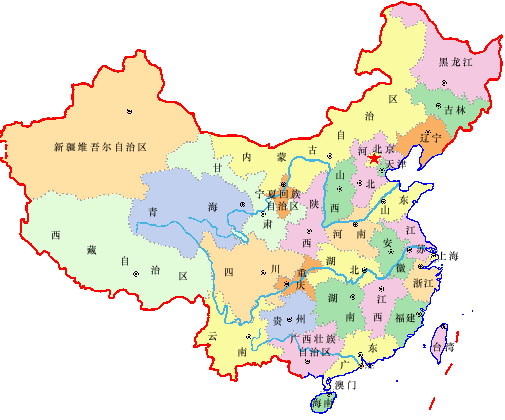 黑龙江
吉林
辽宁
内蒙古自治区
北京
天津
河北
新疆维吾尔自治区
甘肃
宁夏回族
自治区
山西
山东
青海
陕西
河南
江苏
安徽
上海
西藏自治区
四川
重庆
湖北
浙江
湖南
江西
福建
贵州
云南
广西壮族
自治区
广东
台湾
澳门
海南